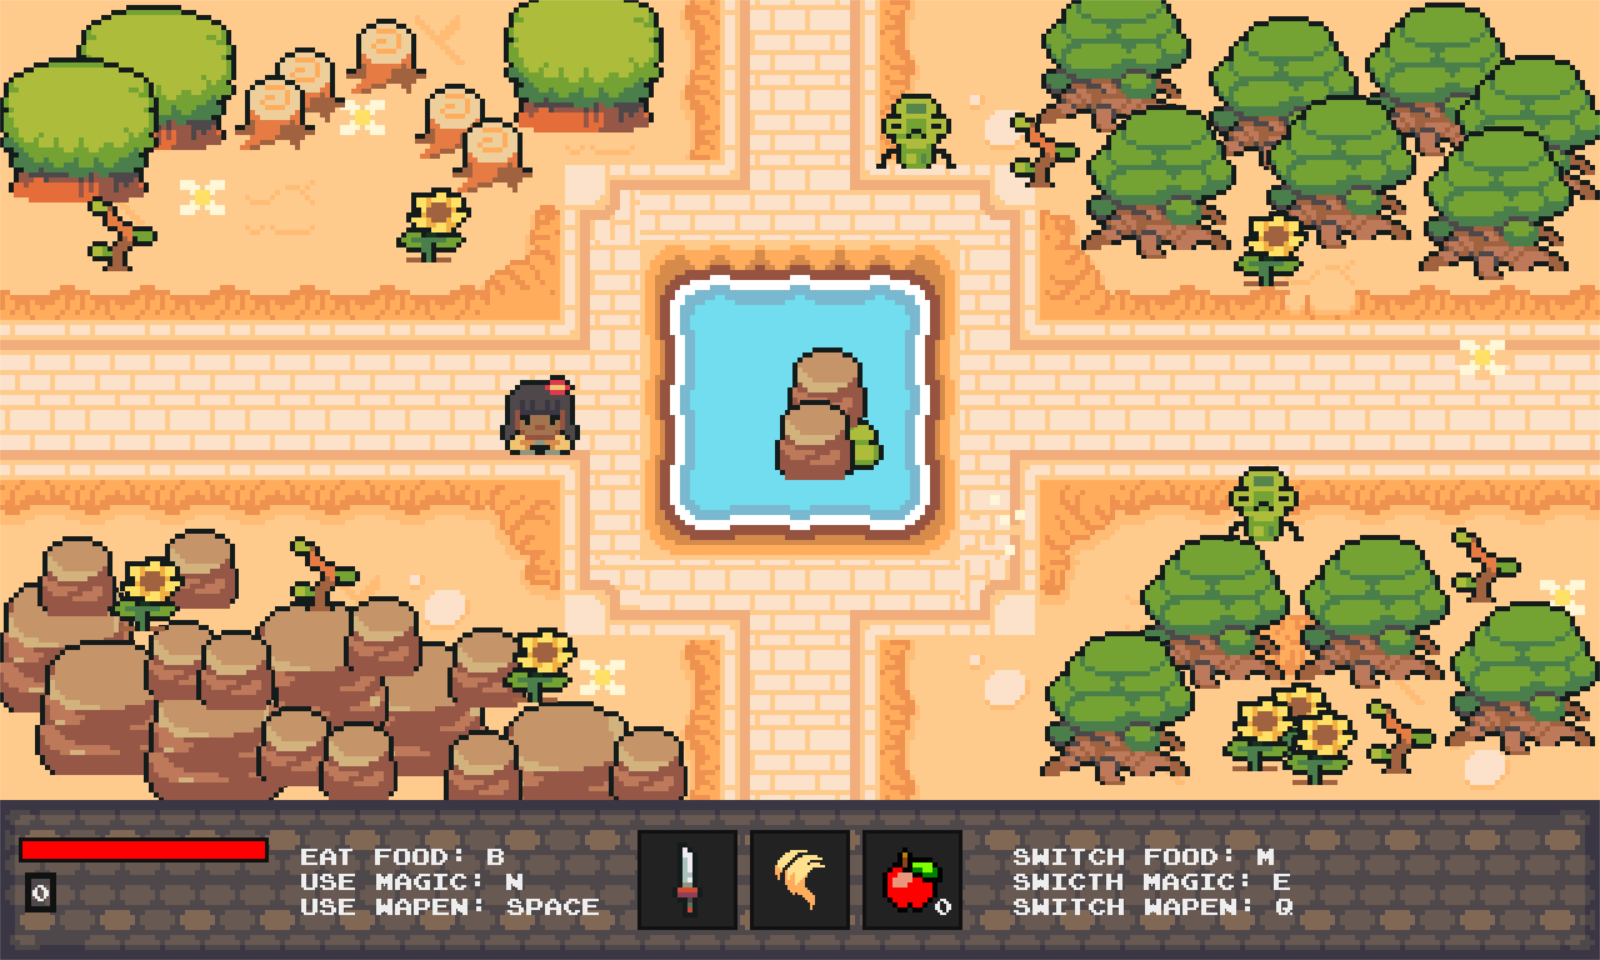 EAT FOOD: B
USE MAGIC: N
USE WAPEN: SPACE
0
0
SWITCH FOOD: M
SWICTH MAGIC: E
SWITCH WAPEN: Q